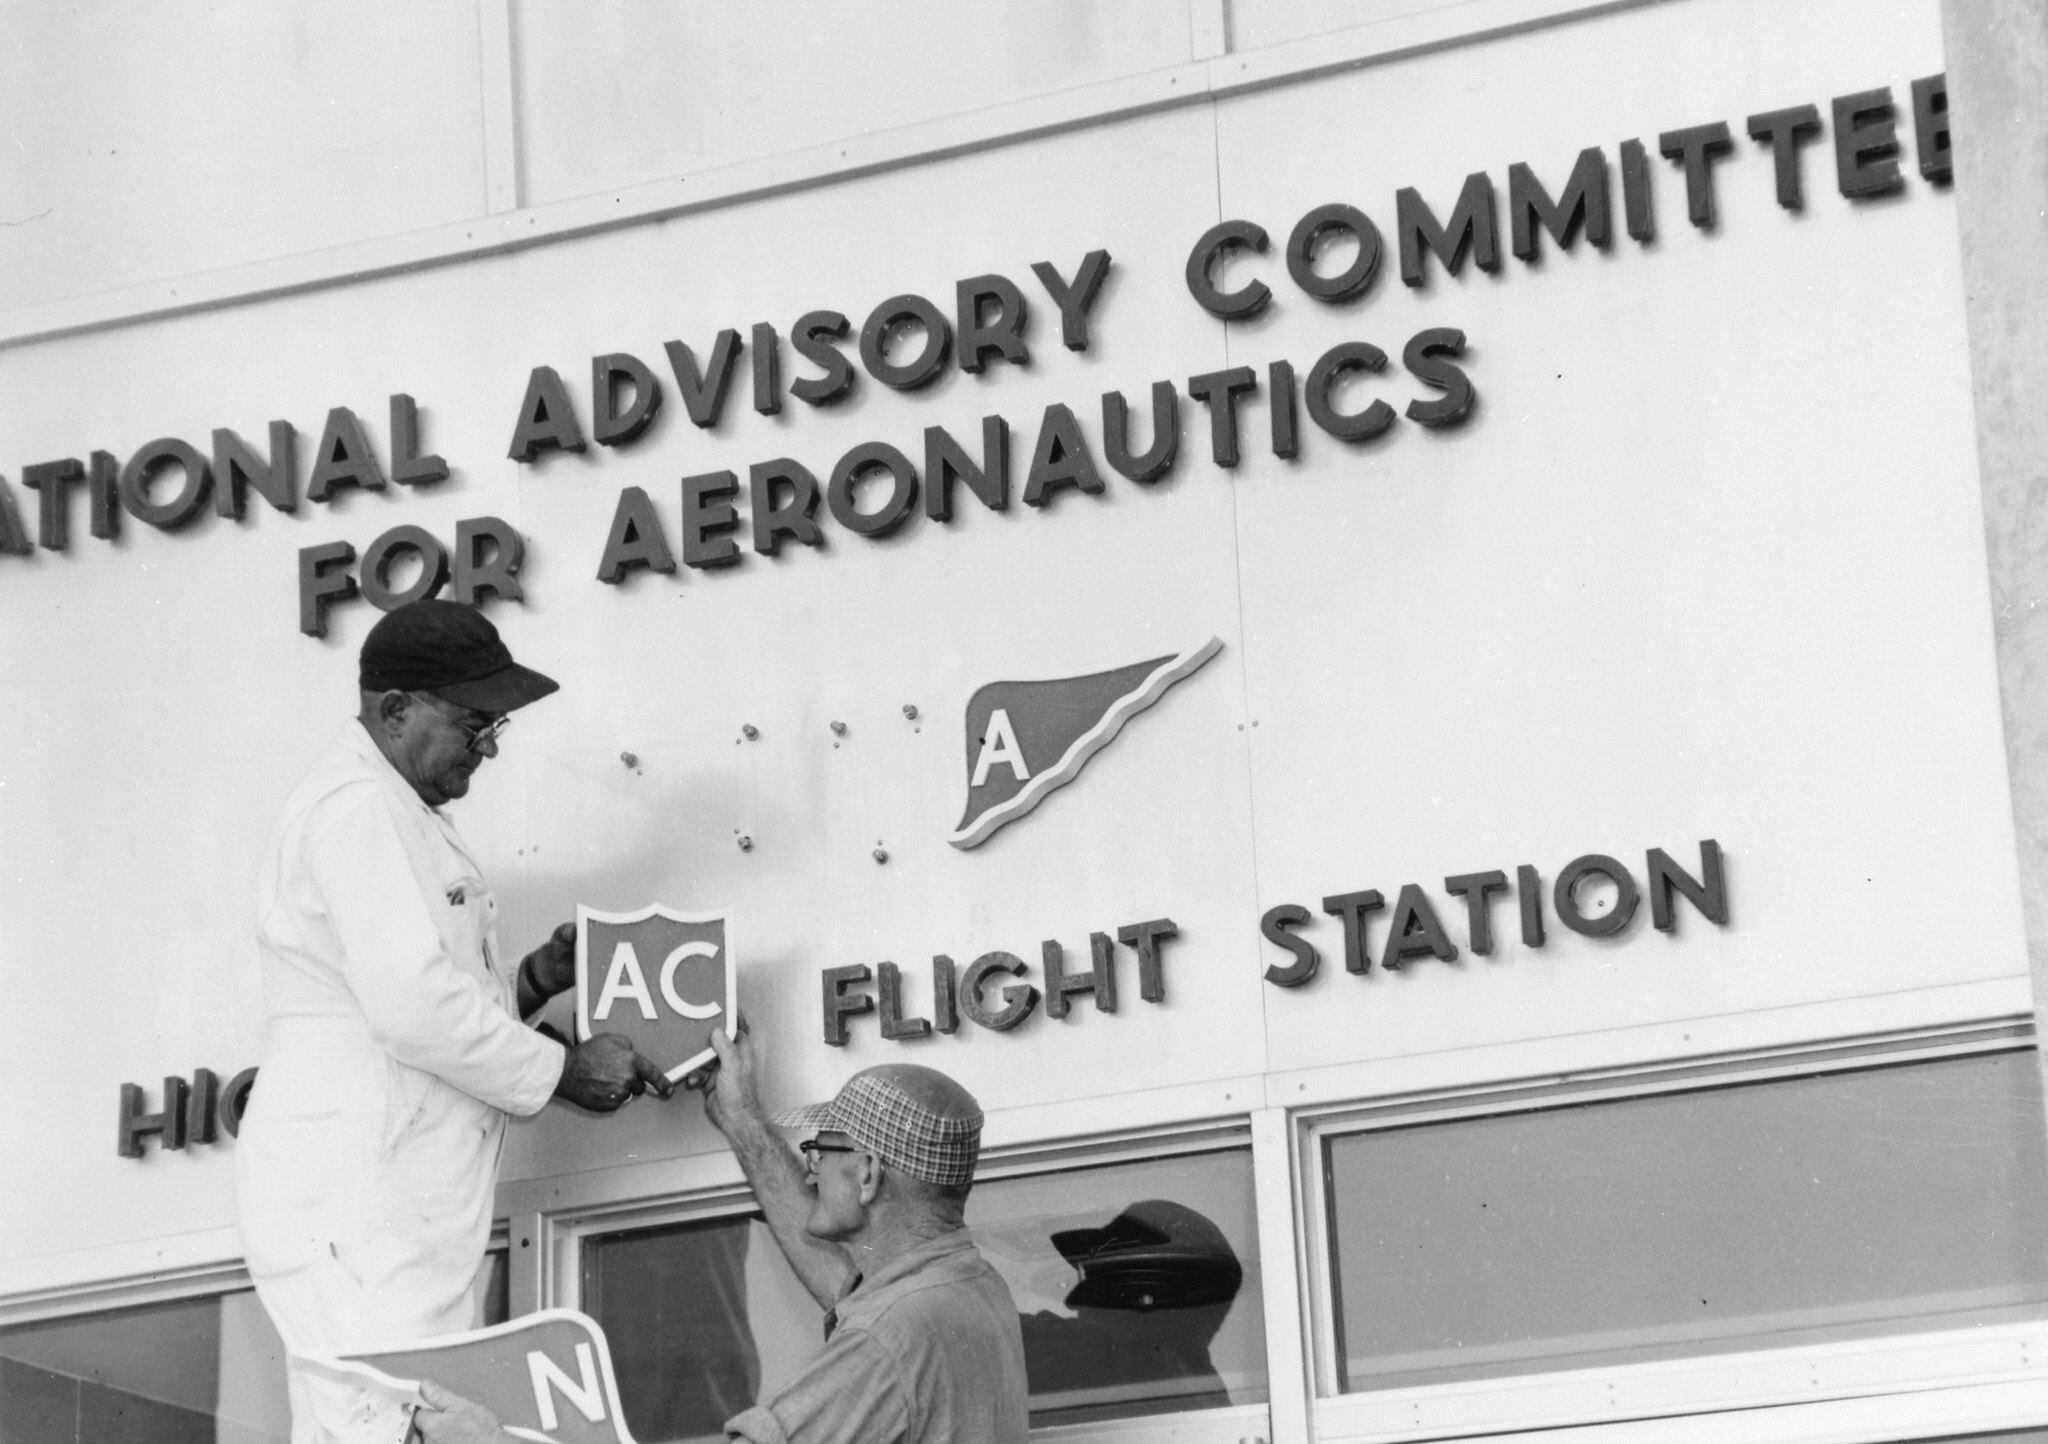 ATIONAL ADVISORY COMMITTEE
FOR AERONAUTICS
A
AC
HIG FLIGHT STATION
N